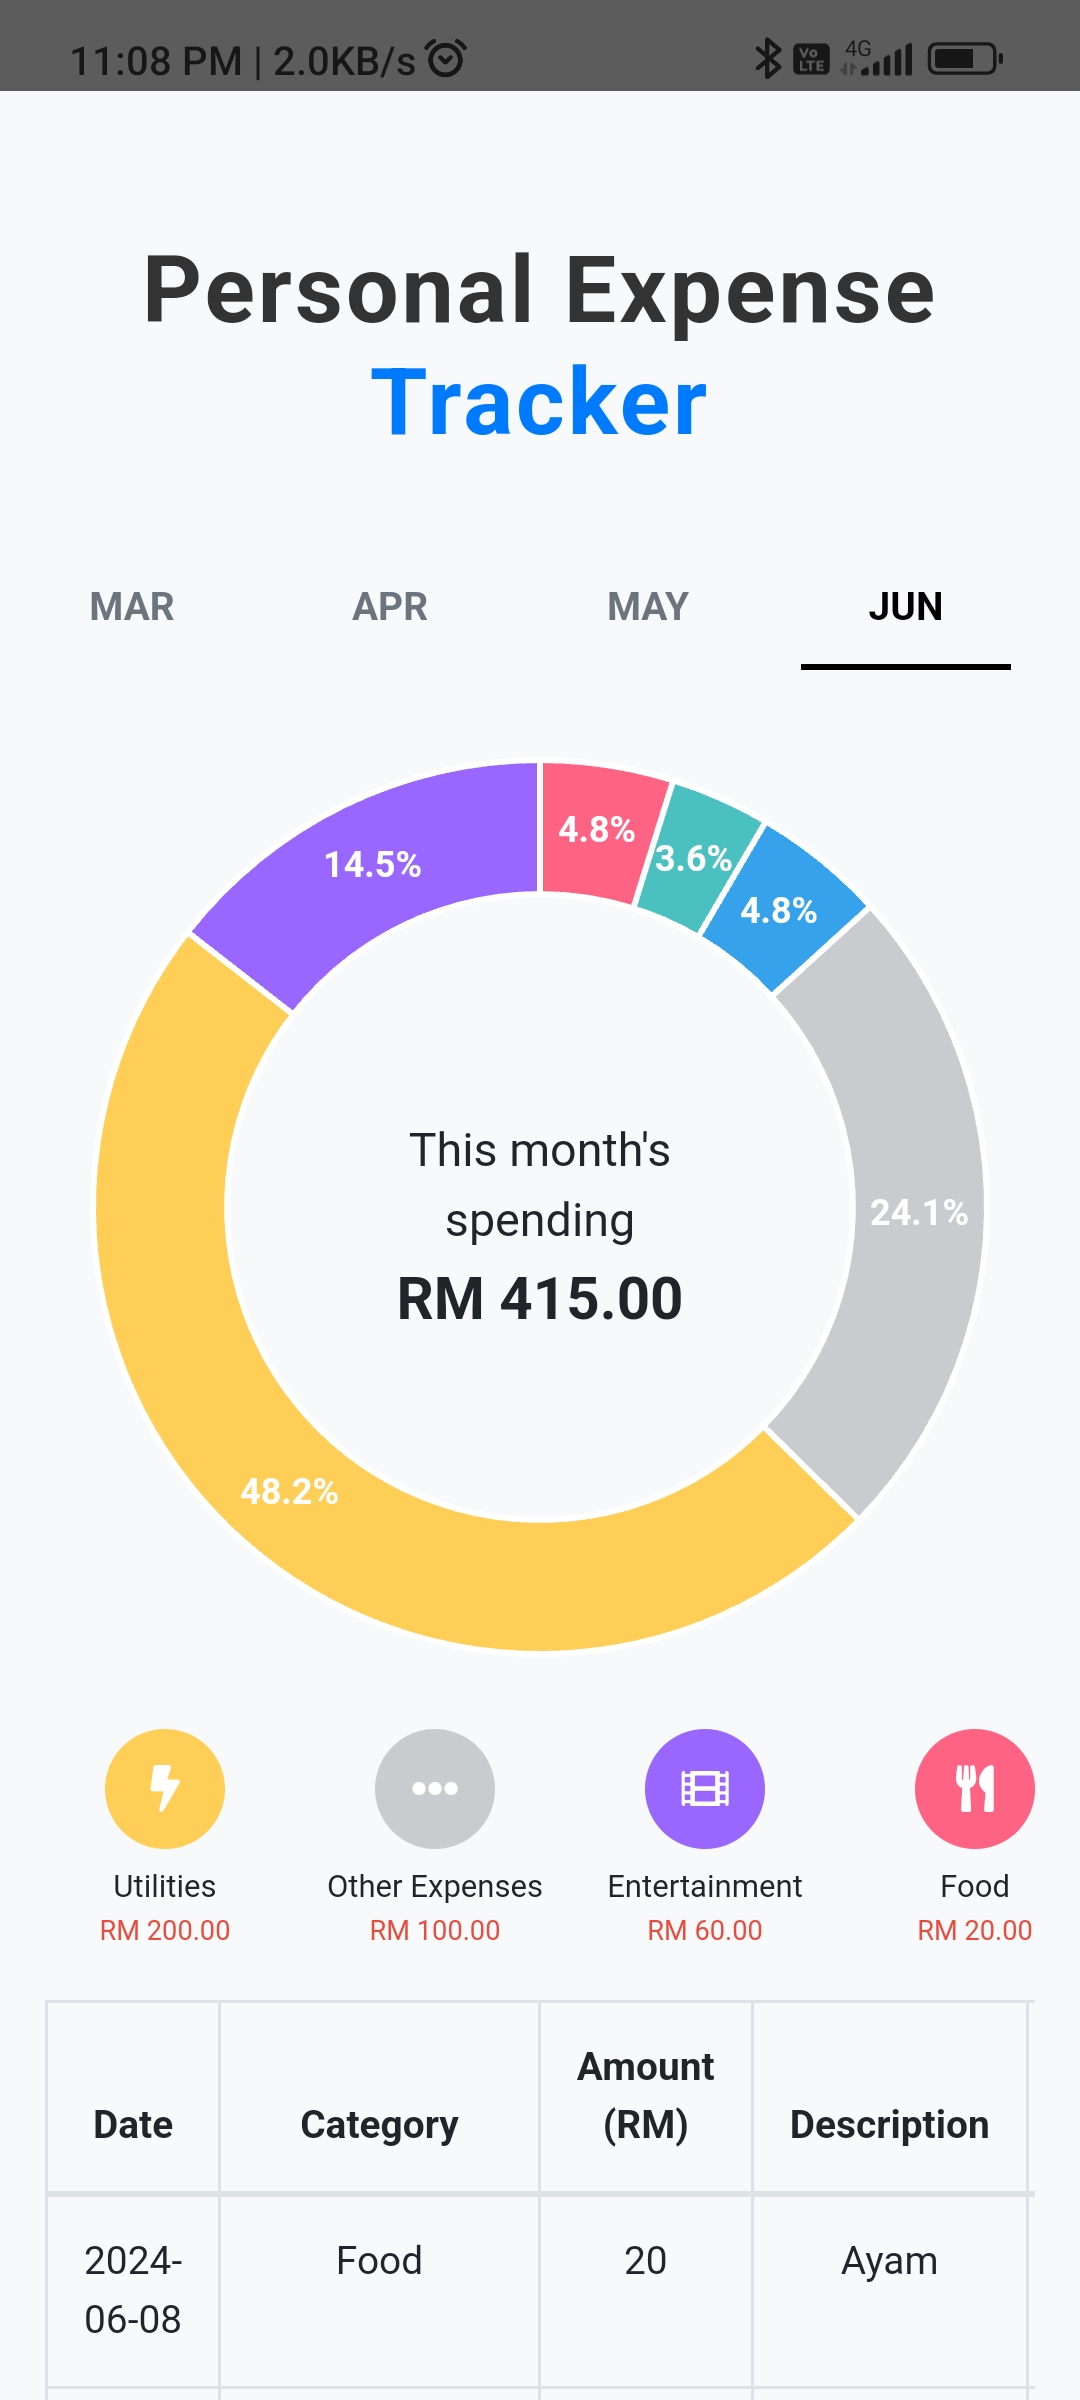 11:08 PM | 2.0KB/s
Vo LTE 4G
Personal Expense
Tracker
MAR APR MAY JUN
4.8%
3.6%
14.5%
4.8%
This month's
spending
24.1%
RM 415.00
48.2%
Utilities Other Expenses Entertainment Food
RM 200.00 RM 100.00 RM 60.00 RM 20.00
Amount
Date Category (RM) Description
2024- Food 20 Ayam
06-08